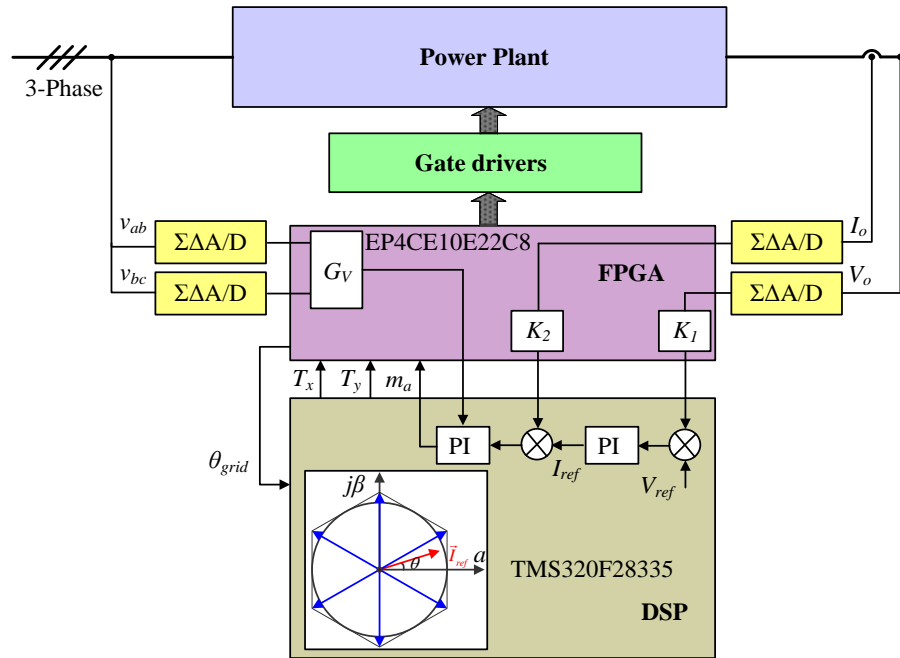 Power Plant
3-Phase
Gate drivers
v_ab
ΣΔA/D
v_bc
ΣΔA/D
EP4CE10E22C8
FPGA
G_V
K_2
K_1
ΣΔA/D
I_o
ΣΔA/D
V_o
T_x
T_y
m_a
θ_grid
PI
I_ref
PI
V_ref
jβ
I⃗_ref
a
θ
TMS320F28335
DSP